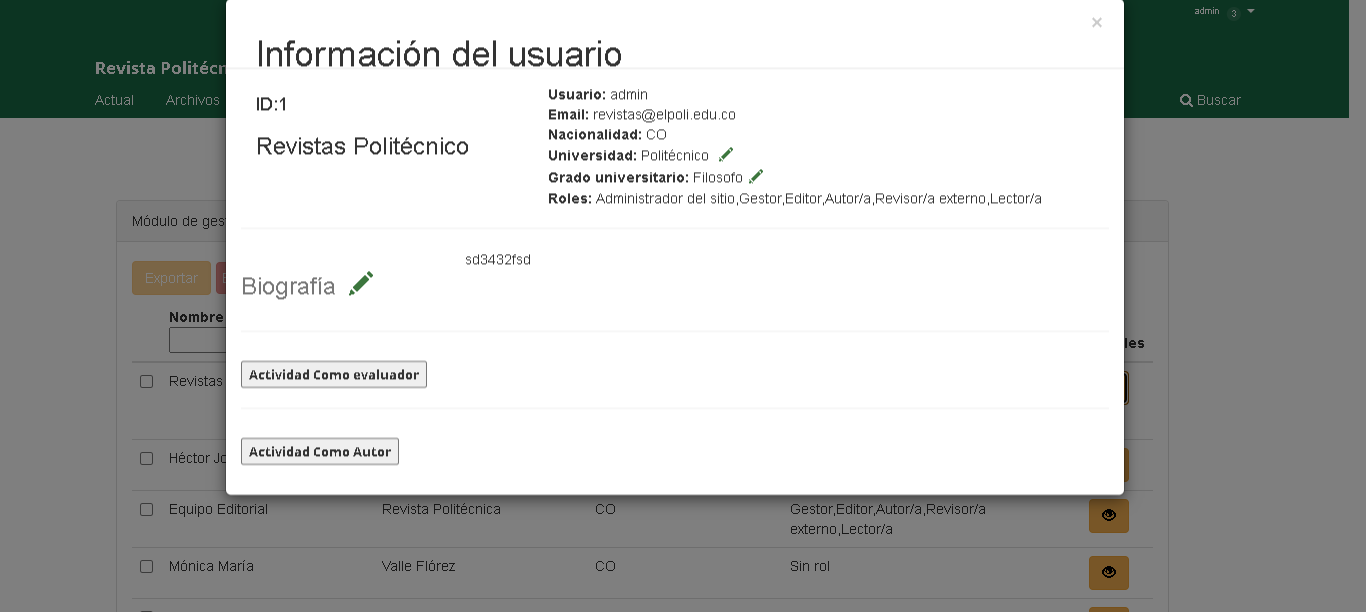 admin 3
×
Información del usuario
Revista Politécn
Actual Archivos
Buscar
ID:1
Revistas Politécnico
Usuario: admin
Email: revistas@elpoli.edu.co
Nacionalidad: CO
Universidad: Politécnico
Grado universitario: Filosofo
Roles: Administrador del sitio,Gestor,Editor,Autor/a,Revisor/a externo,Lector/a
Módulo de ges
sd3432fsd
Biografía
Exportar
Nombre
les
Actividad Como evaluador
Revistas
Actividad Como Autor
Héctor Jo
Equipo Editorial Revista Politécnica CO Gestor,Editor,Autor/a,Revisor/a
externo,Lector/a
Mónica María Valle Flórez CO Sin rol